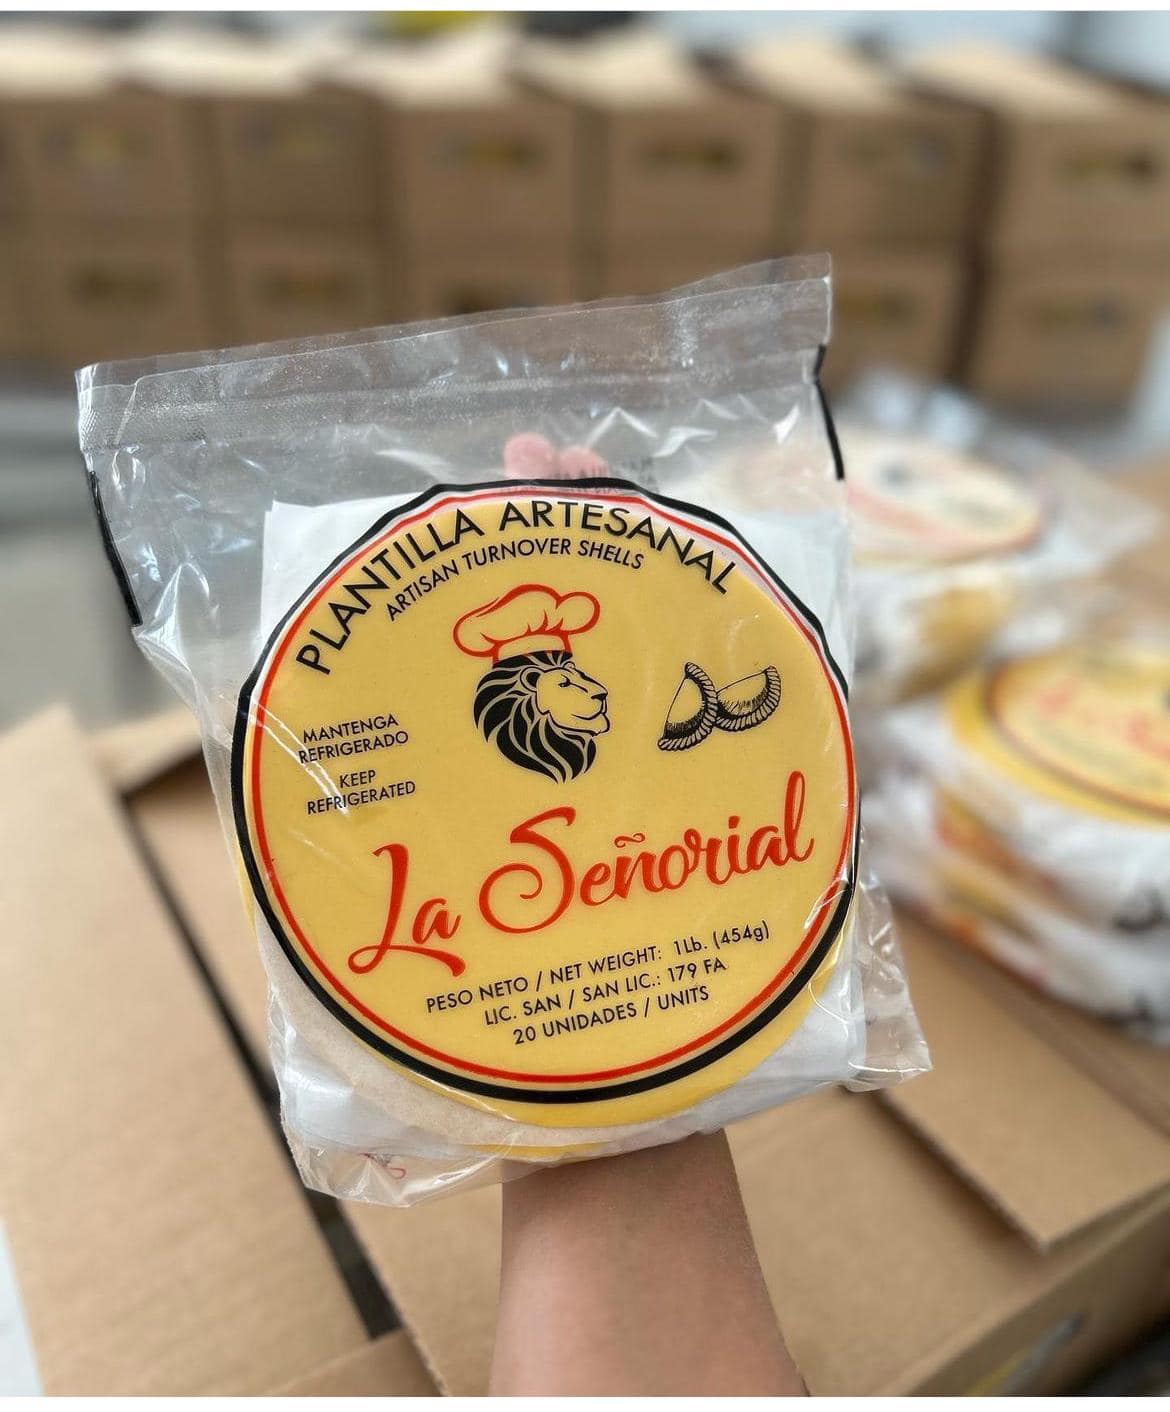 PLANTILLA ARTESANAL
ARTISAN TURNOVER SHELLS
MANTENGA
REFRIGERADO
KEEP
REFRIGERATED
La Señorial
PESO NETO / NET WEIGHT: 1Lb. (454g)
LIC. SAN / SAN LIC.: 179 FA
20 UNIDADES / UNITS